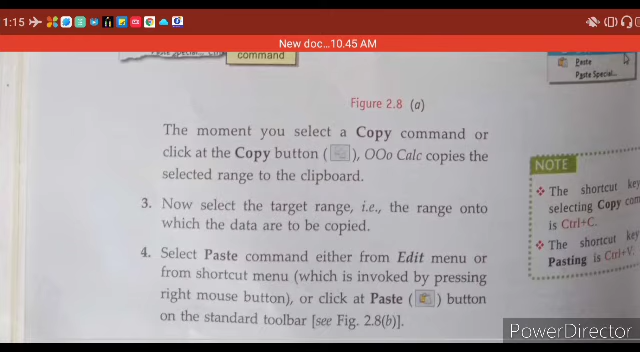 1:15
New doc...10.45 AM
Paste Special... Ctrl
command
Paste
Paste Special...
Figure 2.8 (a)
The moment you select a Copy command or
click at the Copy button ( ), OOo Calc copies the
selected range to the clipboard.
3. Now select the target range, i.e., the range onto
which the data are to be copied.
4. Select Paste command either from Edit menu or
from shortcut menu (which is invoked by pressing
right mouse button), or click at Paste ( ) button
on the standard toolbar [see Fig. 2.8(b)].
NOTE
❖ The shortcut key
selecting Copy com
is Ctrl+C.
❖ The shortcut key
Pasting is Ctrl+V.
PowerDirector